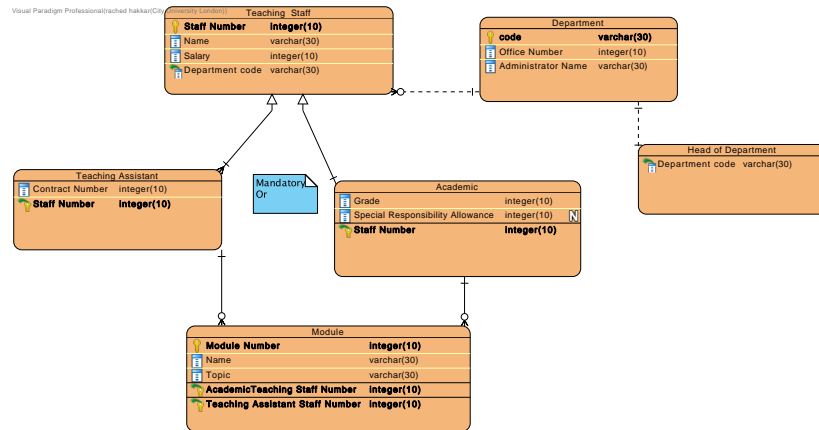 Visual Paradigm Professional(rached hakkar(City University London))
Teaching Staff
Staff Number integer(10)
Name varchar(30)
Salary integer(10)
Department code varchar(30)
Department
code varchar(30)
Office Number integer(10)
Administrator Name varchar(30)
Head of Department
Department code varchar(30)
Teaching Assistant
Contract Number integer(10)
Staff Number integer(10)
Mandatory
Or
Academic
Grade integer(10)
Special Responsibility Allowance integer(10) N
Staff Number integer(10)
Module
Module Number integer(10)
Name varchar(30)
Topic varchar(30)
AcademicTeaching Staff Number integer(10)
Teaching Assistant Staff Number integer(10)